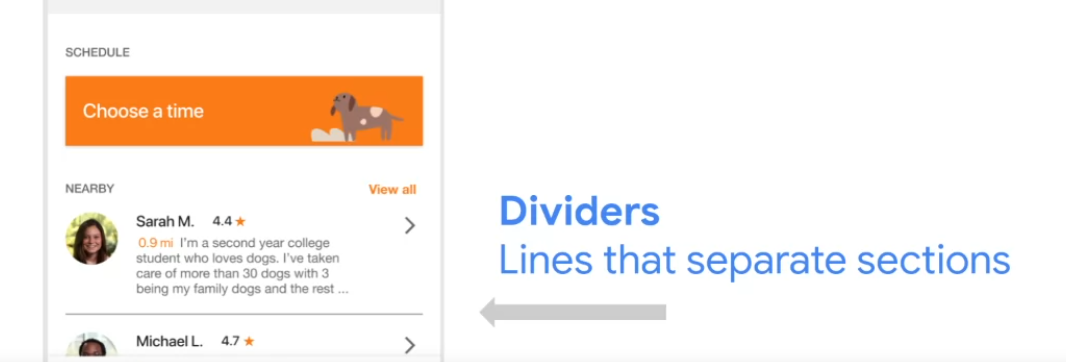 SCHEDULE
Choose a time
NEARBY
View all
Sarah M. 4.4
0.9 mi I'm a second year college
student who loves dogs. I've taken
care of more than 30 dogs with 3
being my family dogs and the rest ...
Michael L. 4.7
Dividers
Lines that separate sections